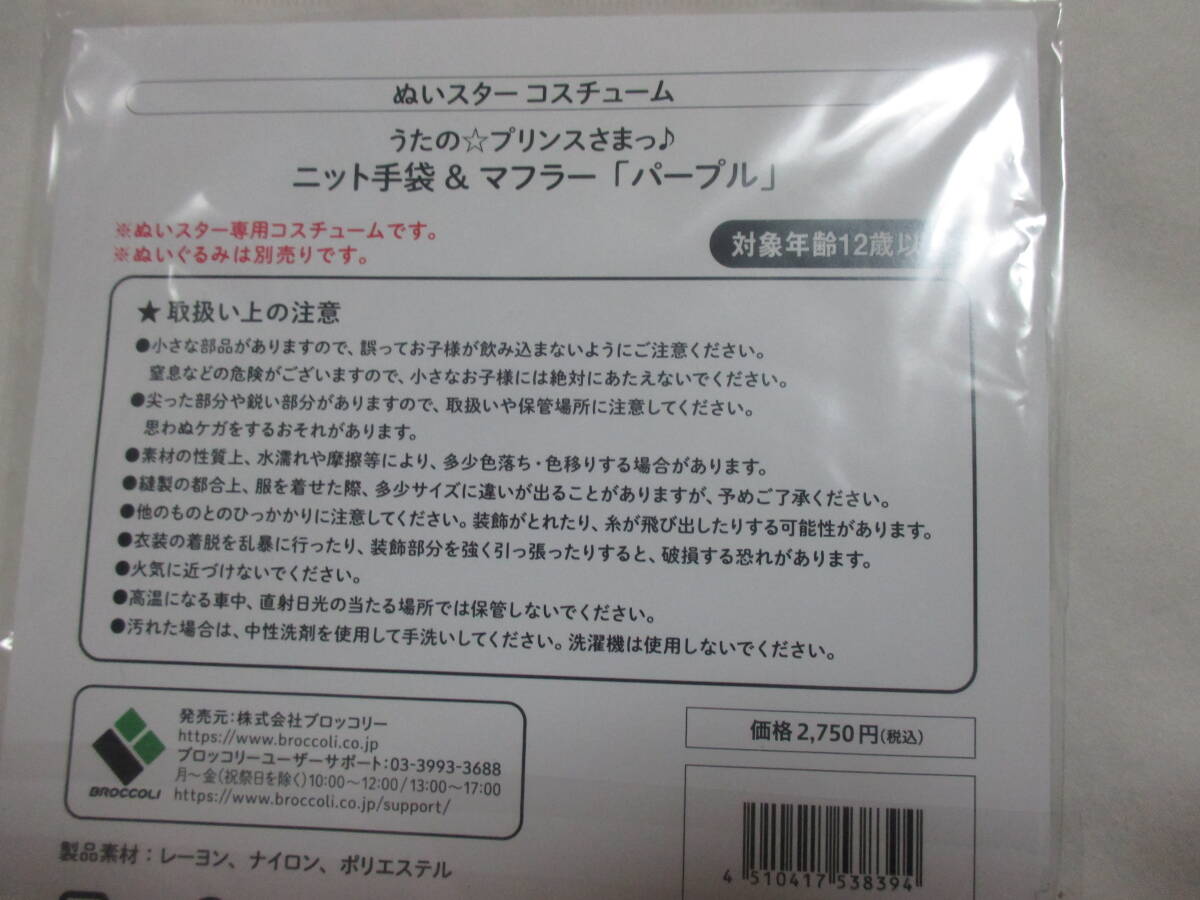 ぬいスター コスチューム
うたの☆プリンスさまっ♪
ニット手袋 & マフラー「パープル」
※ぬいスター専用コスチュームです。
※ぬいぐるみは別売りです。
対象年齢12歳以
★ 取扱い上の注意
●小さな部品がありますので、誤ってお子様が飲み込まないようにご注意ください。
窒息などの危険がございますので、小さなお子様には絶対にあたえないでください。
●尖った部分や鋭い部分がありますので、取扱いや保管場所に注意してください。
思わぬケガをするおそれがあります。
●素材の性質上、水濡れや摩擦等により、多少色落ち・色移りする場合があります。
●縫製の都合上、服を着せた際、多少サイズに違いが出ることがありますが、予めご了承ください。
●他のものとのひっかかりに注意してください。装飾がとれたり、糸が飛び出したりする可能性があります。
●衣装の着脱を乱暴に行ったり、装飾部分を強く引っ張ったりすると、破損する恐れがあります。
●火気に近づけないでください。
●高温になる車中、直射日光の当たる場所では保管しないでください。
●汚れた場合は、中性洗剤を使用して手洗いしてください。洗濯機は使用しないでください。
発売元:株式会社ブロッコリー
https://www.broccoli.co.jp
ブロッコリーユーザーサポート:03-3993-3688
月～金(祝祭日を除く)10:00～12:00/13:00～17:00
https://www.broccoli.co.jp/support/
BROCCOLI
価格2,750円(税込)
製品素材:レーヨン、ナイロン、ポリエステル
4 510417 538394